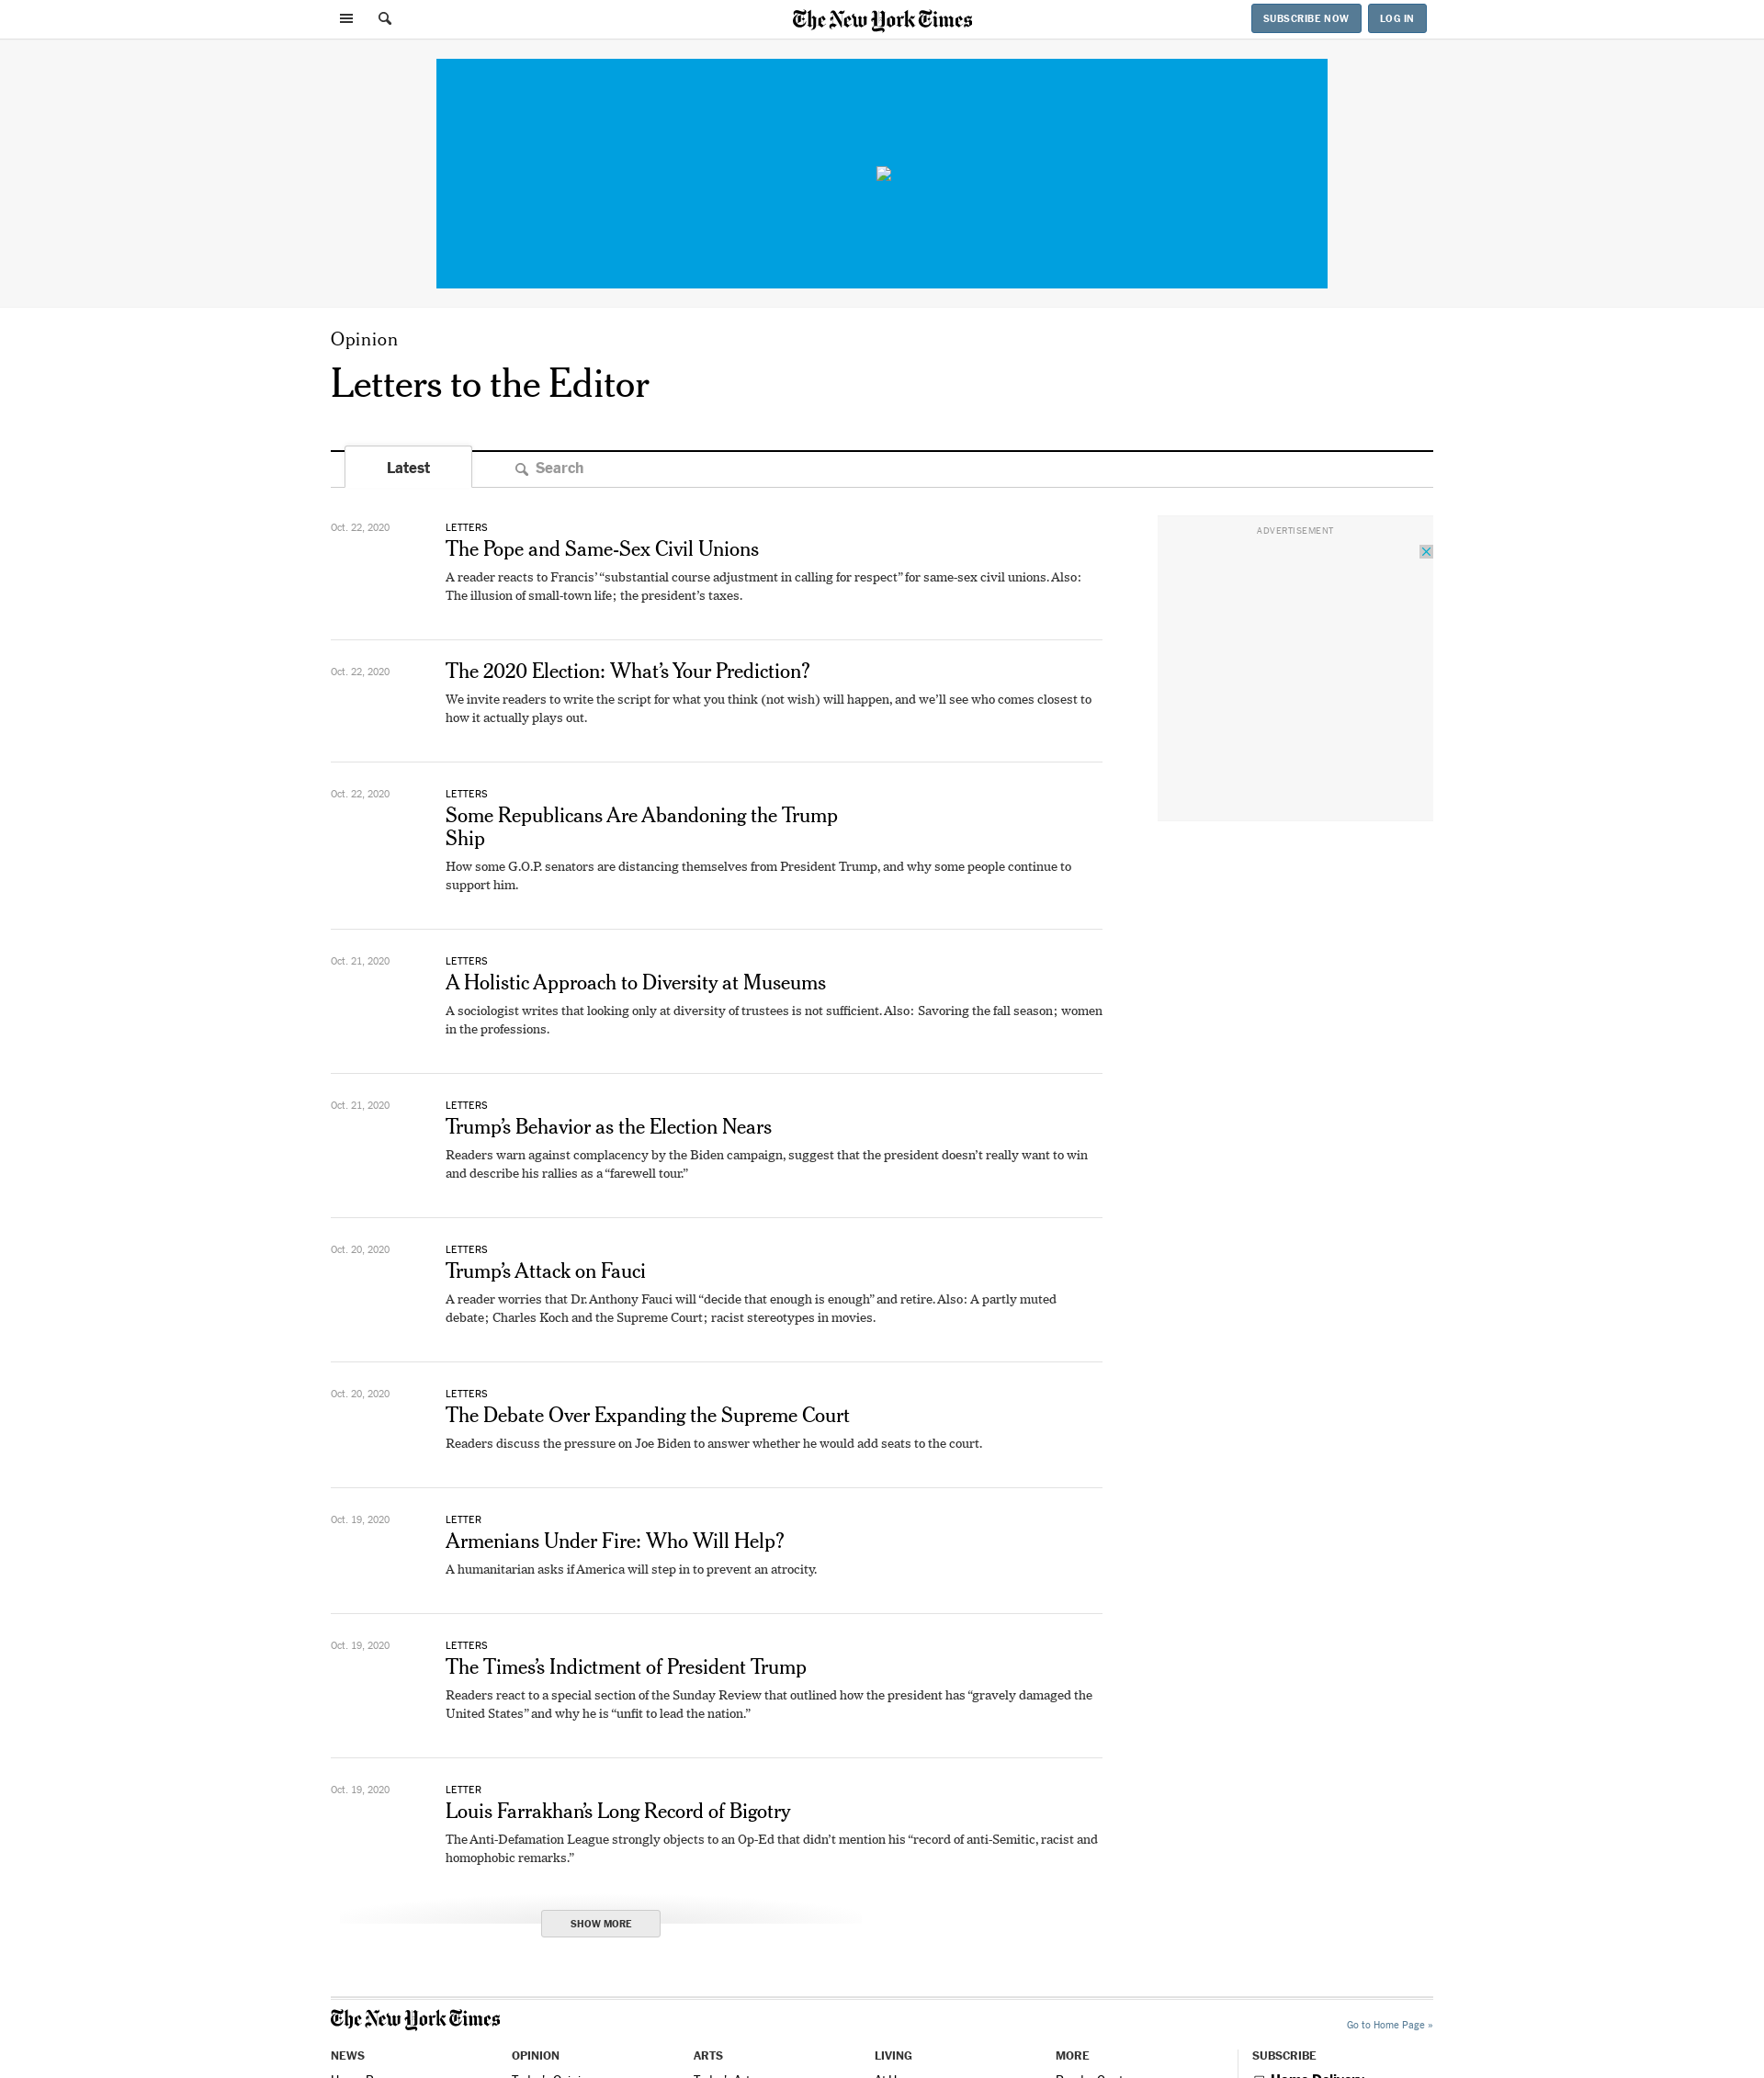 The New York Times
SUBSCRIBE NOW
LOG IN
Opinion
Letters to the Editor
Latest
Search
Oct. 22, 2020
LETTERS
The Pope and Same-Sex Civil Unions
A reader reacts to Francis’ “substantial course adjustment in calling for respect” for same-sex civil unions. Also:
The illusion of small-town life; the president’s taxes.
ADVERTISEMENT
Oct. 22, 2020
The 2020 Election: What’s Your Prediction?
We invite readers to write the script for what you think (not wish) will happen, and we’ll see who comes closest to
how it actually plays out.
Oct. 22, 2020
LETTERS
Some Republicans Are Abandoning the Trump
Ship
How some G.O.P. senators are distancing themselves from President Trump, and why some people continue to
support him.
Oct. 21, 2020
LETTERS
A Holistic Approach to Diversity at Museums
A sociologist writes that looking only at diversity of trustees is not sufficient. Also: Savoring the fall season; women
in the professions.
Oct. 21, 2020
LETTERS
Trump’s Behavior as the Election Nears
Readers warn against complacency by the Biden campaign, suggest that the president doesn’t really want to win
and describe his rallies as a “farewell tour.”
Oct. 20, 2020
LETTERS
Trump’s Attack on Fauci
A reader worries that Dr. Anthony Fauci will “decide that enough is enough” and retire. Also: A partly muted
debate; Charles Koch and the Supreme Court; racist stereotypes in movies.
Oct. 20, 2020
LETTERS
The Debate Over Expanding the Supreme Court
Readers discuss the pressure on Joe Biden to answer whether he would add seats to the court.
Oct. 19, 2020
LETTER
Armenians Under Fire: Who Will Help?
A humanitarian asks if America will step in to prevent an atrocity.
Oct. 19, 2020
LETTERS
The Times’s Indictment of President Trump
Readers react to a special section of the Sunday Review that outlined how the president has “gravely damaged the
United States” and why he is “unfit to lead the nation.”
Oct. 19, 2020
LETTER
Louis Farrakhan’s Long Record of Bigotry
The Anti-Defamation League strongly objects to an Op-Ed that didn’t mention his “record of anti-Semitic, racist and
homophobic remarks.”
SHOW MORE
The New York Times
Go to Home Page »
NEWS
OPINION
ARTS
LIVING
MORE
SUBSCRIBE
Home Delivery